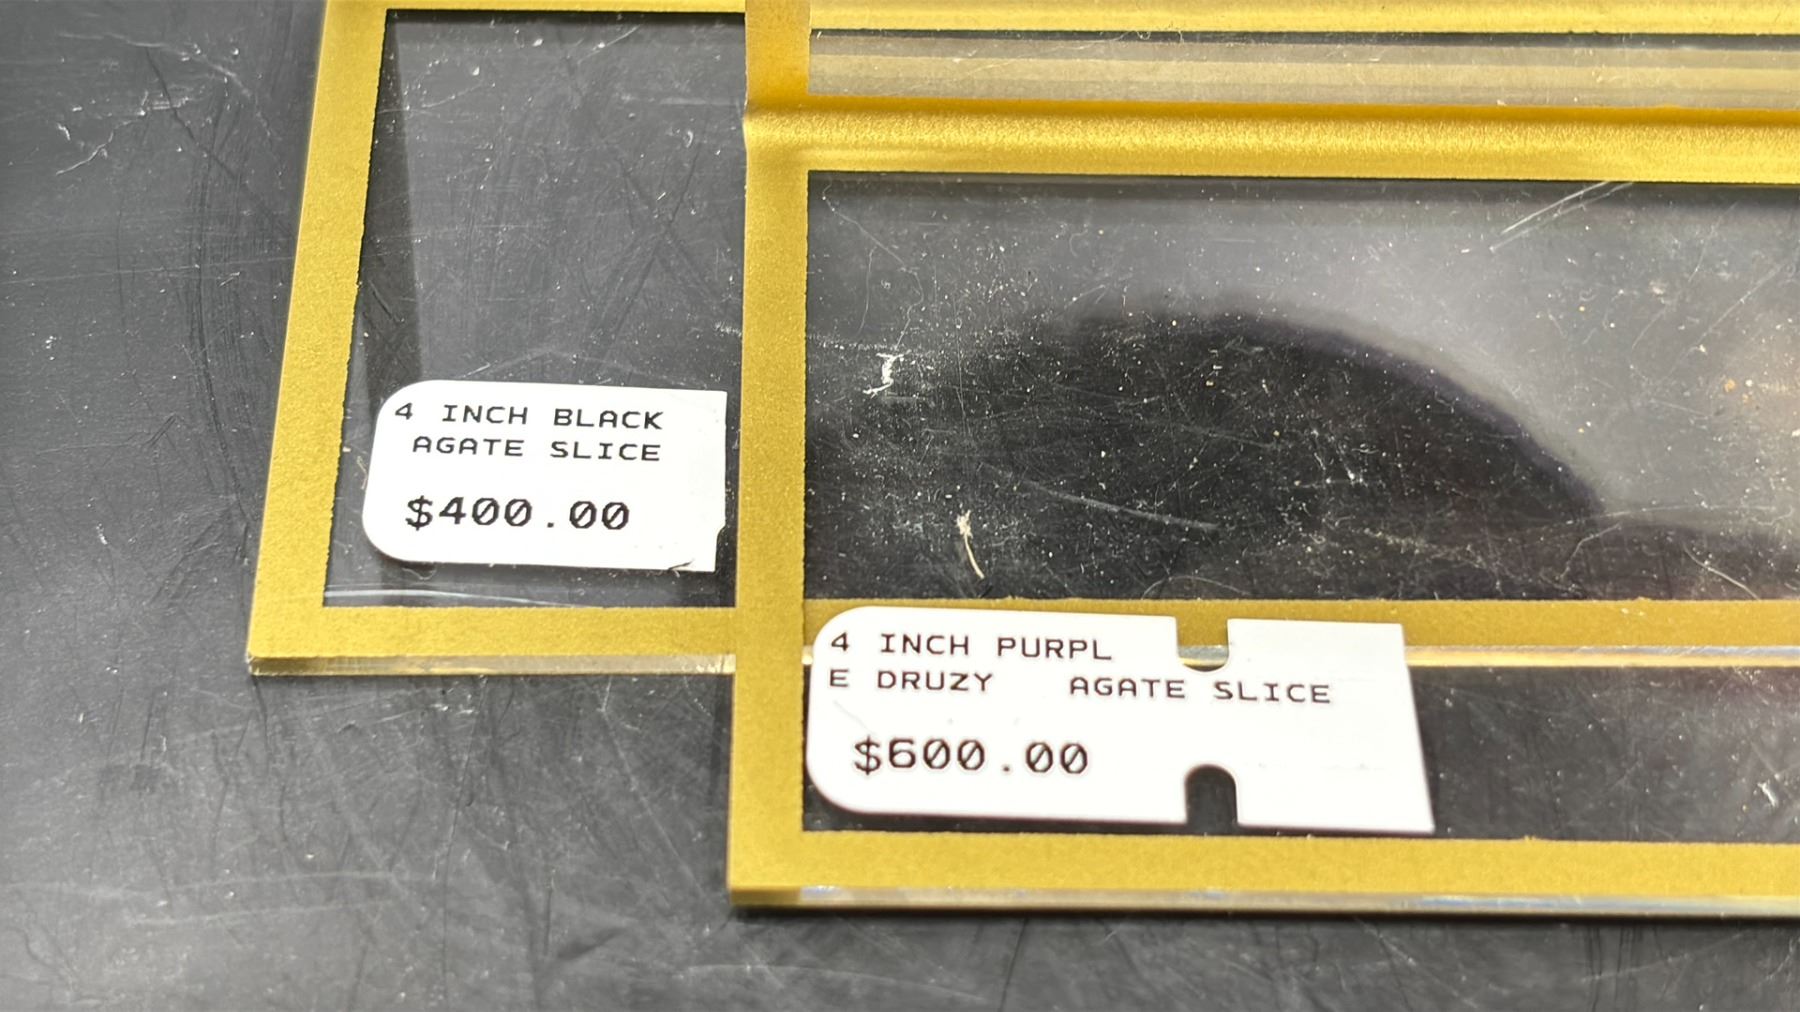 4 INCH BLACK
AGATE SLICE
$400.00
4 INCH PURPL
E DRUZY AGATE SLICE
$600.00